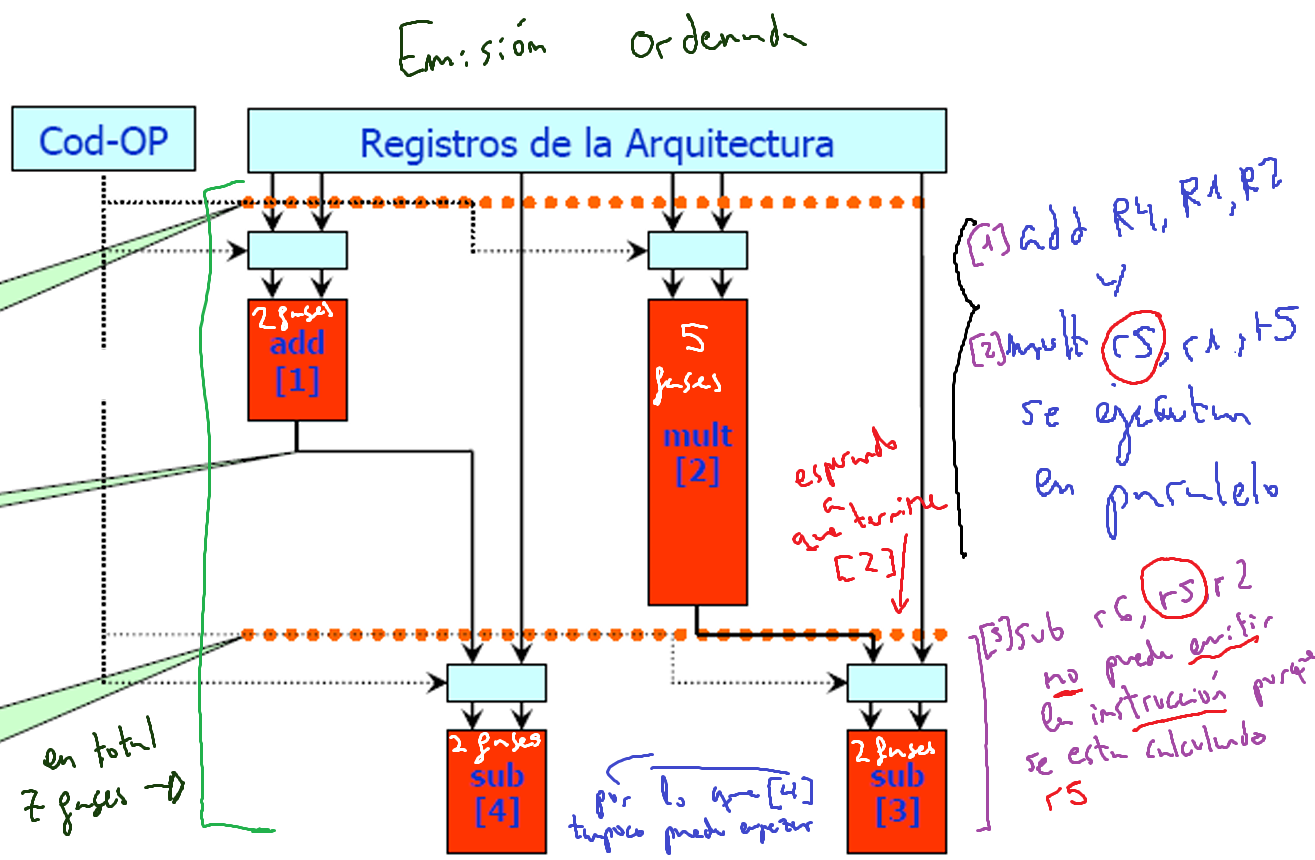 Emisión Ordenada
Cod-OP
Registros de la Arquitectura
[1] add R4, R1, R2
y
[2] mult r5, r1, r5
se ejecutan
en paralelo
2 fases
add
[1]
5
fases
mult
[2]
esperando
a
que termine
[2]
[3] sub r6, r5 r2
no puede emitir
la instrucción porque
se esta calculando
r5
en total
7 fases
2 fases
sub
[4]
por lo que [4]
tampoco puede empezar
2 fases
sub
[3]